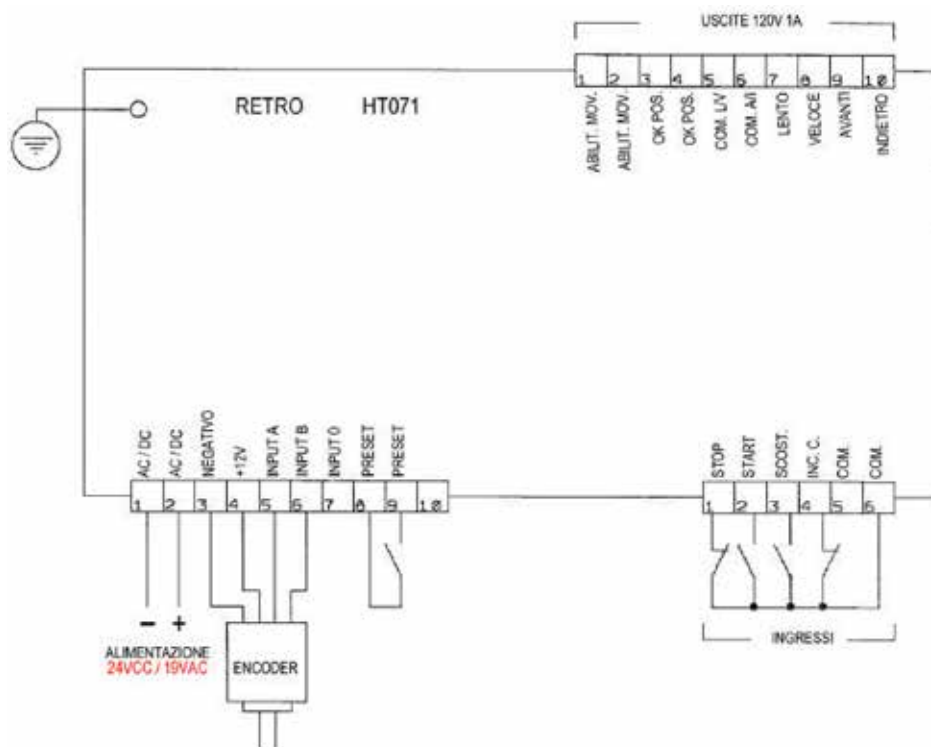 USCITE 120V 1A
1 2 3 4 5 6 7 8 9 10
ABILIT. MOV.
ABILIT. MOV.
OK POS.
OK POS.
COM. L/V
COM. A/I
LENTO
VELOCE
AVANTI
INDIETRO
RETRO HT071
AC / DC
AC / DC
NEGATIVO
+12V
INPUT A
INPUT B
INPUT 0
PRESET
PRESET
1 2 3 4 5 6 7 8 9 10
STOP
START
SCOST.
INC. C.
COM.
COM.
1 2 3 4 5 6
- +
ALIMENTAZIONE
24VCC / 19VAC
ENCODER
INGRESSI